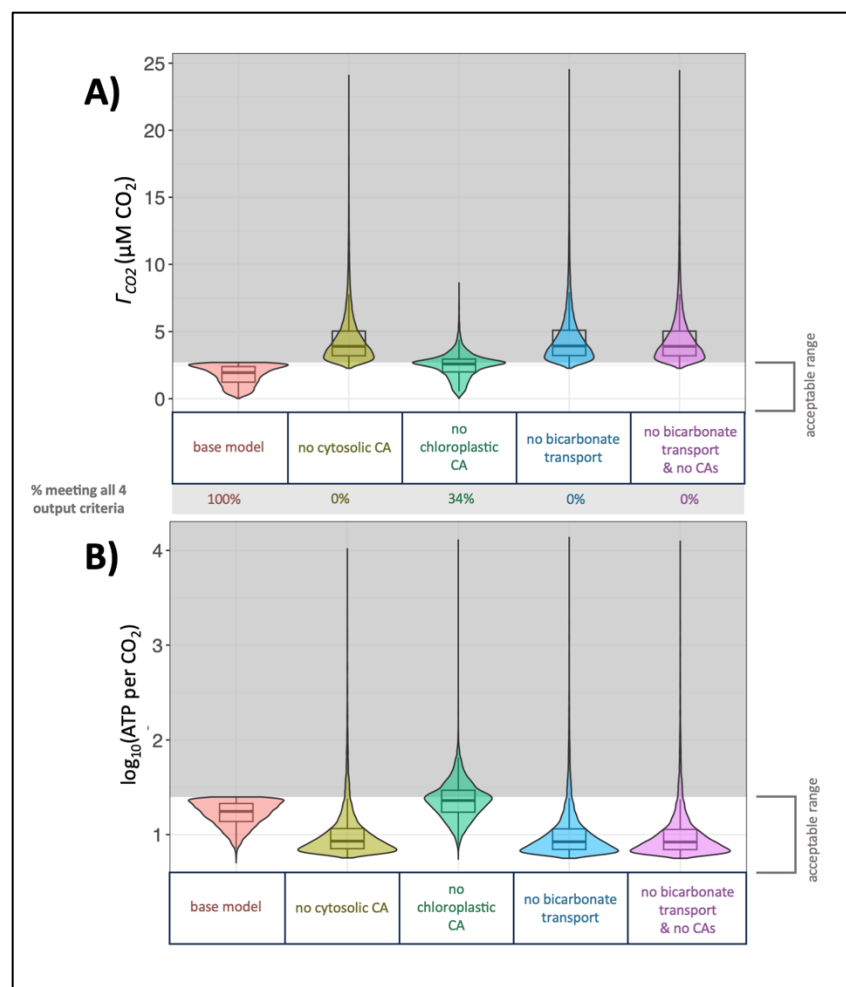 A)
25
20
15
10
5
0
ΓCO2 (µM CO2)
acceptable range
base model
no cytosolic CA
no
chloroplastic
CA
no bicarbonate
transport
no bicarbonate
transport
& no CAs
% meeting all 4
output criteria
100%
0%
34%
0%
0%
B)
4
3
2
1
log10(ATP per CO2)
acceptable range
base model
no cytosolic CA
no
chloroplastic
CA
no bicarbonate
transport
no bicarbonate
transport
& no CAs